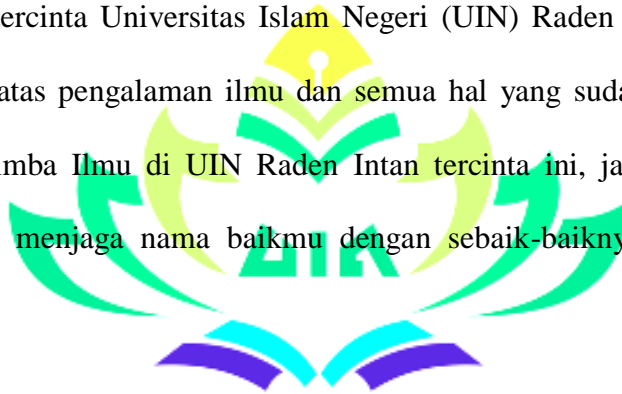 tercinta Universitas Islam Negeri (UIN) Raden
atas pengalaman ilmu dan semua hal yang suda
imba Ilmu di UIN Raden Intan tercinta ini, ja
menjaga nama baikmu dengan sebaik-baikny